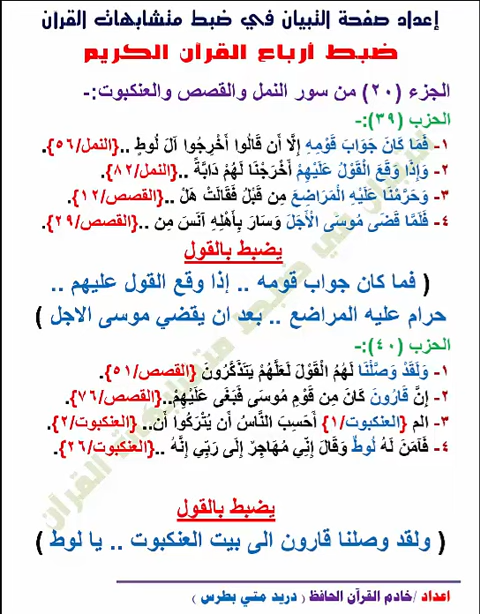 إعداد صفحة التبيان في ضبط متشابهات القرآن
ضبط أرباع القرآن الكريم
الجزء (٢٠) من سور النمل والقصص والعنكبوت:-
الحزب (٣٩):-
١- فَمَا كَانَ جَوَابَ قَوْمِهِ إِلَّا أَن قَالُوا أَخْرِجُوا آلَ لُوطٍ ..{النمل/٥٦}.
٢- وَإِذَا وَقَعَ الْقَوْلُ عَلَيْهِمْ أَخْرَجْنَا لَهُمْ دَابَّةً ..{النمل/٨٢}.
٣- وَحَرَّمْنَا عَلَيْهِ الْمَرَاضِعَ مِن قَبْلُ فَقَالَتْ هَلْ ..{القصص/١٢}.
٤- فَلَمَّا قَضَى مُوسَى الْأَجَلَ وَسَارَ بِأَهْلِهِ آنَسَ مِن ..{القصص/٢٩}.
يضبط بالقول
( فما كان جواب قومه .. إذا وقع القول عليهم ..
حرام عليه المراضع .. بعد ان يقضي موسى الاجل )
الحزب (٤٠):-
١- وَلَقَدْ وَصَّلْنَا لَهُمُ الْقَوْلَ لَعَلَّهُمْ يَتَذَكَّرُونَ {القصص/٥١}.
٢- إِنَّ قَارُونَ كَانَ مِن قَوْمِ مُوسَى فَبَغَى عَلَيْهِمْ..{القصص/٧٦}.
٣- الم {العنكبوت/١} أَحَسِبَ النَّاسُ أَن يُتْرَكُوا أَن..{العنكبوت/٢}.
٤- فَآمَنَ لَهُ لُوطٌ وَقَالَ إِنِّي مُهَاجِرٌ إِلَى رَبِّي إِنَّهُ ..{العنكبوت/٢٦}.
يضبط بالقول
( ولقد وصلنا قارون الى بيت العنكبوت .. يا لوط )
اعداد /خادم القرآن الحافظ ( دريد متي بطرس )